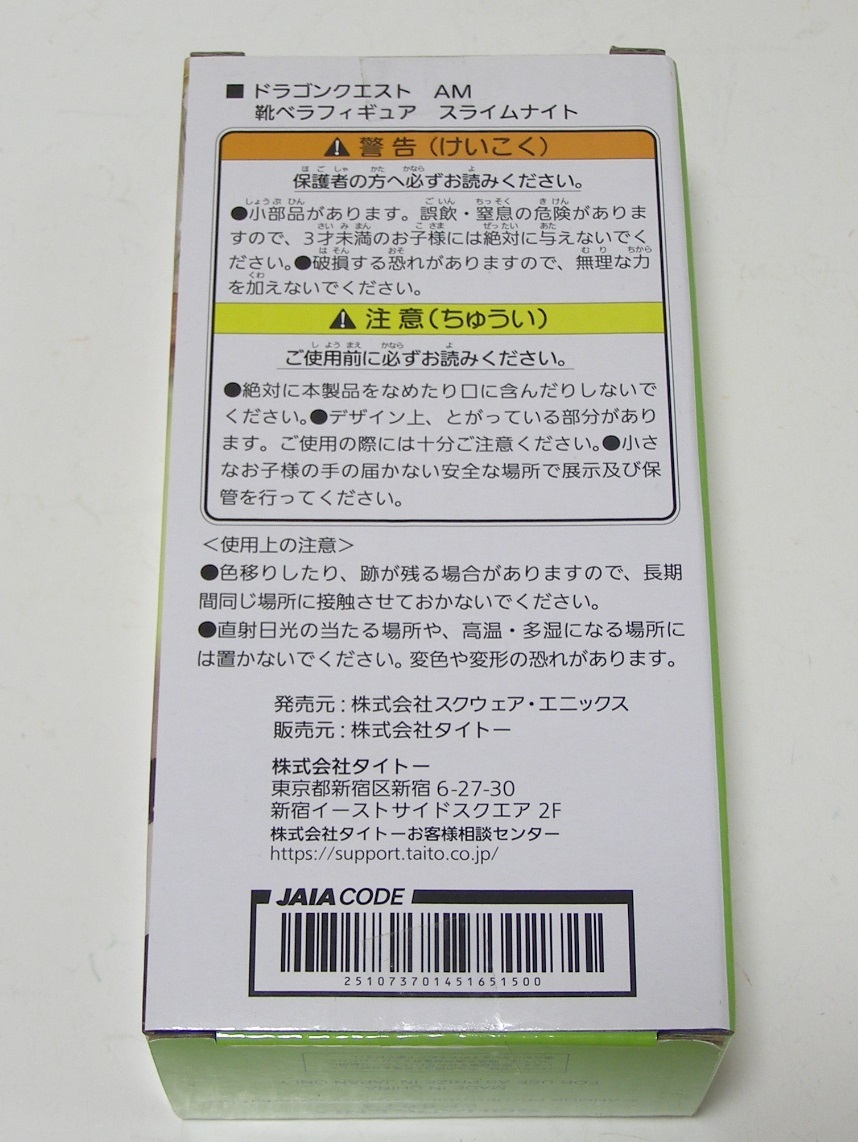 ■ ドラゴンクエスト AM
靴ベラフィギュア スライムナイト
⚠ 警告（けいこく）
保護者の方へ必ずお読みください。
●小部品があります。誤飲・窒息の危険がありま
すので、3才未満のお子様には絶対に与えないでく
ださい。●破損する恐れがありますので、無理な力
を加えないでください。
⚠ 注意（ちゅうい）
ご使用前に必ずお読みください。
●絶対に本製品をなめたり口に含んだりしないで
ください。●デザイン上、とがっている部分があり
ます。ご使用の際には十分ご注意ください。●小さ
なお子様の手の届かない安全な場所で展示及び保
管を行ってください。
＜使用上の注意＞
●色移りしたり、跡が残る場合がありますので、長期
間同じ場所に接触させておかないでください。
●直射日光の当たる場所や、高温・多湿になる場所に
は置かないでください。変色や変形の恐れがあります。
発売元：株式会社スクウェア・エニックス
販売元：株式会社タイトー
株式会社タイトー
東京都新宿区新宿 6-27-30
新宿イーストサイドスクエア 2F
株式会社タイトーお客様相談センター
https://support.taito.co.jp/
JAIA CODE
251073701451651500
FOR USE AS PRIZE IN JAPAN ONLY
MADE IN CHINA